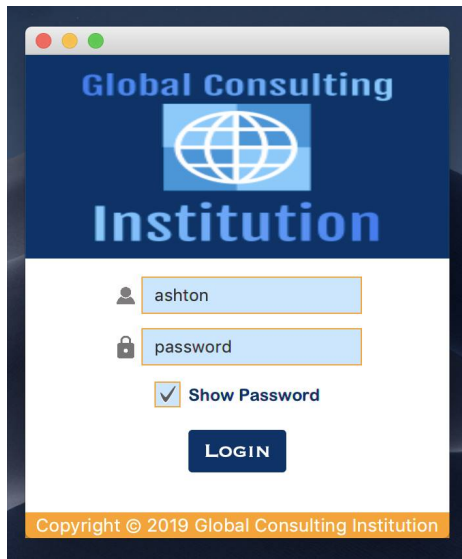 Global Consulting
Institution
ashton
password
Show Password
LOGIN
Copyright © 2019 Global Consulting Institution